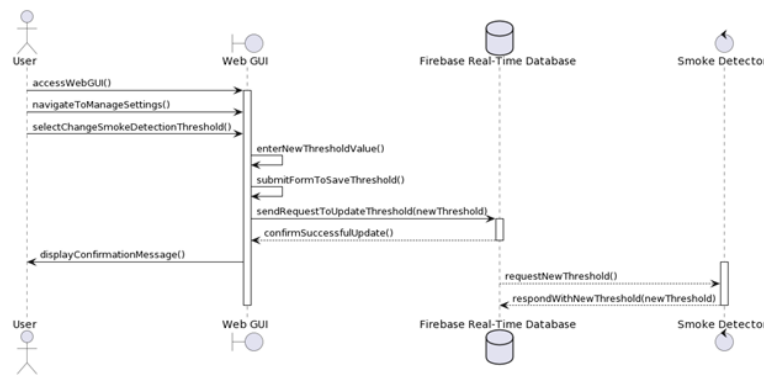 User
Web GUI
Firebase Real-Time Database
Smoke Detector
accessWebGUI()
navigateToManageSettings()
selectChangeSmokeDetectionThreshold()
enterNewThresholdValue()
submitFormToSaveThreshold()
sendRequestToUpdateThreshold(newThreshold)
confirmSuccessfulUpdate()
displayConfirmationMessage()
requestNewThreshold()
respondWithNewThreshold(newThreshold)
User
Web GUI
Firebase Real-Time Database
Smoke Detector